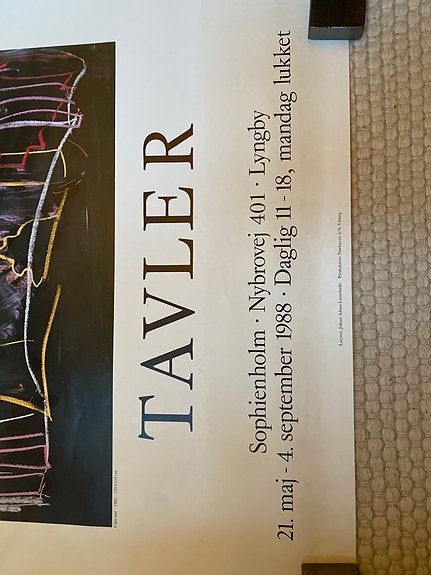 TAVLER
Sophienholm · Nybrovej 401 · Lyngby
21. maj - 4. september 1988 · Daglig 11 - 18, mandag lukket